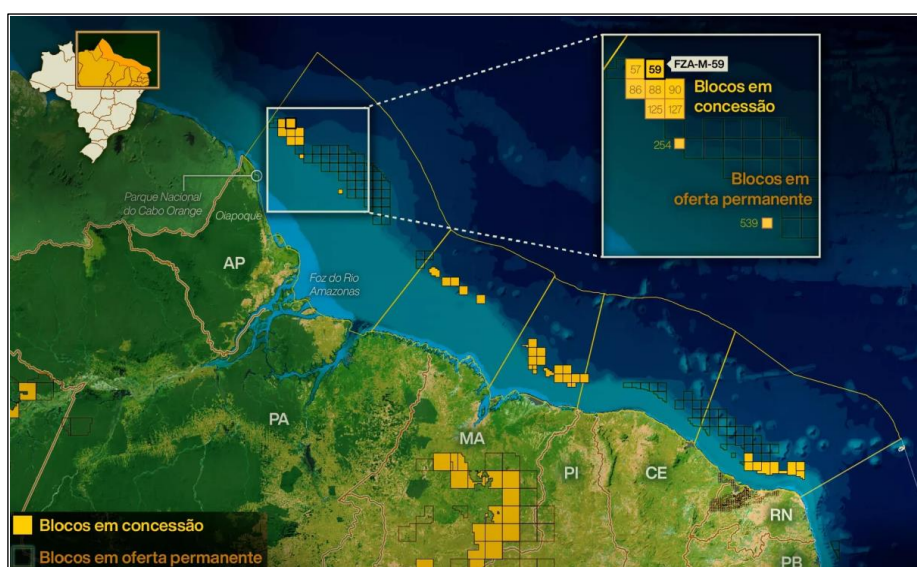 57 59 FZA-M-59
86 88 90
125 127
Blocos em
concessão
254
Blocos em
oferta permanente
539
Parque Nacional
do Cabo Orange
Oiapoque
AP
Foz do Rio
Amazonas
PA
MA
PI
CE
RN
PB
Blocos em concessão
Blocos em oferta permanente